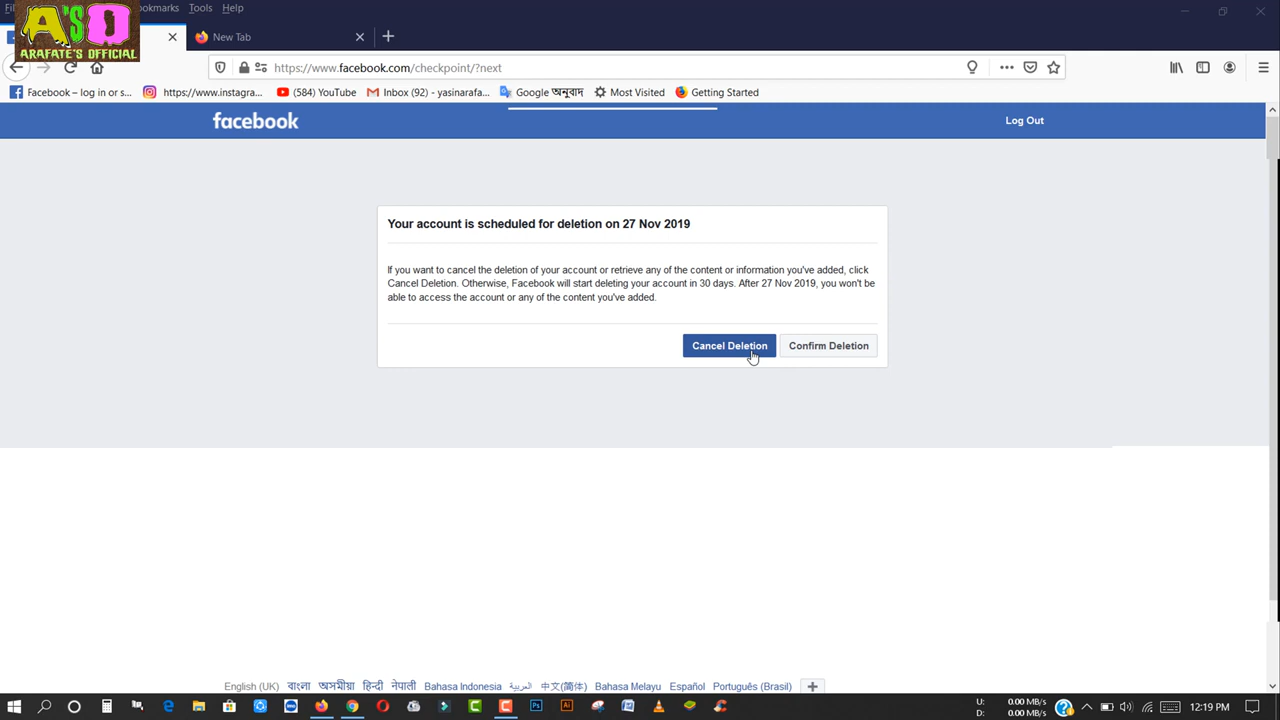 Fi
okmarks Tools Help
A'SO
ARAFATE'S OFFICIAL
New Tab
https://www.facebook.com/checkpoint/?next
Facebook – log in or s... https://www.instagra... (584) YouTube Inbox (92) - yasinarafa... Google অনুবাদ Most Visited Getting Started
facebook Log Out
Your account is scheduled for deletion on 27 Nov 2019
If you want to cancel the deletion of your account or retrieve any of the content or information you've added, click
Cancel Deletion. Otherwise, Facebook will start deleting your account in 30 days. After 27 Nov 2019, you won't be
able to access the account or any of the content you've added.
Cancel Deletion Confirm Deletion
English (UK) বাংলা অসমীয়া हिन्दी नेपाली Bahasa Indonesia العربية 中文(简体) Bahasa Melayu Español Português (Brasil)
U: 0.00 MB/s
D: 0.00 MB/s
12:19 PM